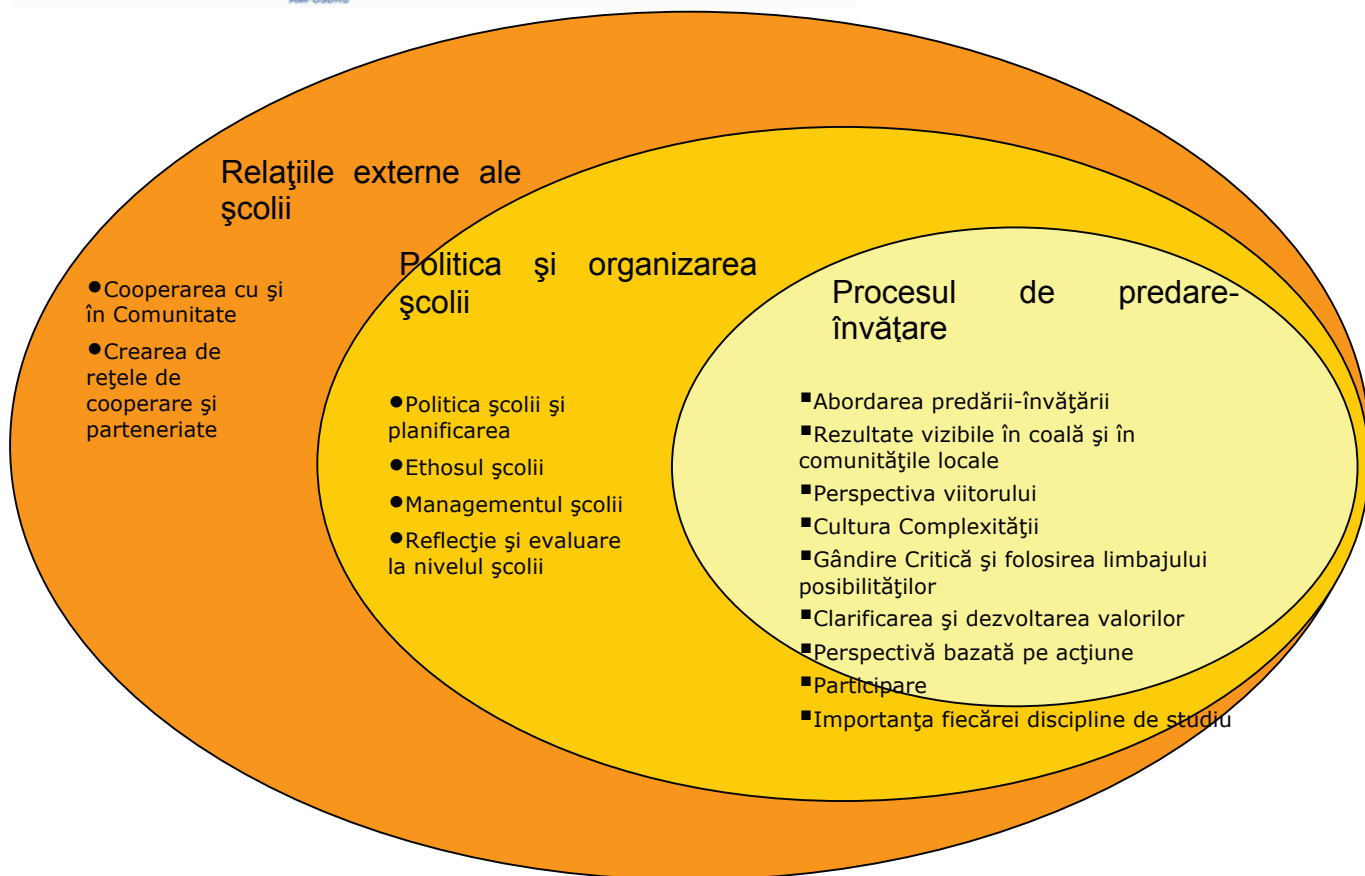 Relaţiile externe ale
şcolii
●Cooperarea cu şi
în Comunitate
●Crearea de
reţele de
cooperare şi
parteneriate
Politica şi organizarea
şcolii
●Politica şcolii şi
planificarea
●Ethosul şcolii
●Managementul şcolii
●Reflecţie şi evaluare
la nivelul şcolii
Procesul de predare-
învăţare
▪Abordarea predării-învăţării
▪Rezultate vizibile în coală şi în
comunităţile locale
▪Perspectiva viitorului
▪Cultura Complexităţii
▪Gândire Critică şi folosirea limbajului
posibilităţilor
▪Clarificarea şi dezvoltarea valorilor
▪Perspectivă bazată pe acţiune
▪Participare
▪Importanţa fiecărei discipline de studiu